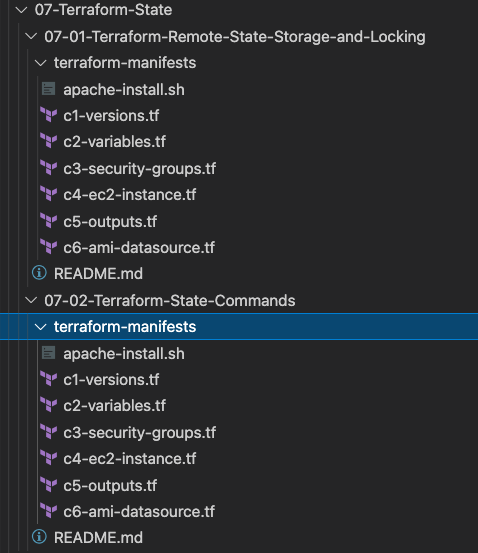 07-Terraform-State
07-01-Terraform-Remote-State-Storage-and-Locking
terraform-manifests
apache-install.sh
c1-versions.tf
c2-variables.tf
c3-security-groups.tf
c4-ec2-instance.tf
c5-outputs.tf
c6-ami-datasource.tf
README.md
07-02-Terraform-State-Commands
terraform-manifests
apache-install.sh
c1-versions.tf
c2-variables.tf
c3-security-groups.tf
c4-ec2-instance.tf
c5-outputs.tf
c6-ami-datasource.tf
README.md